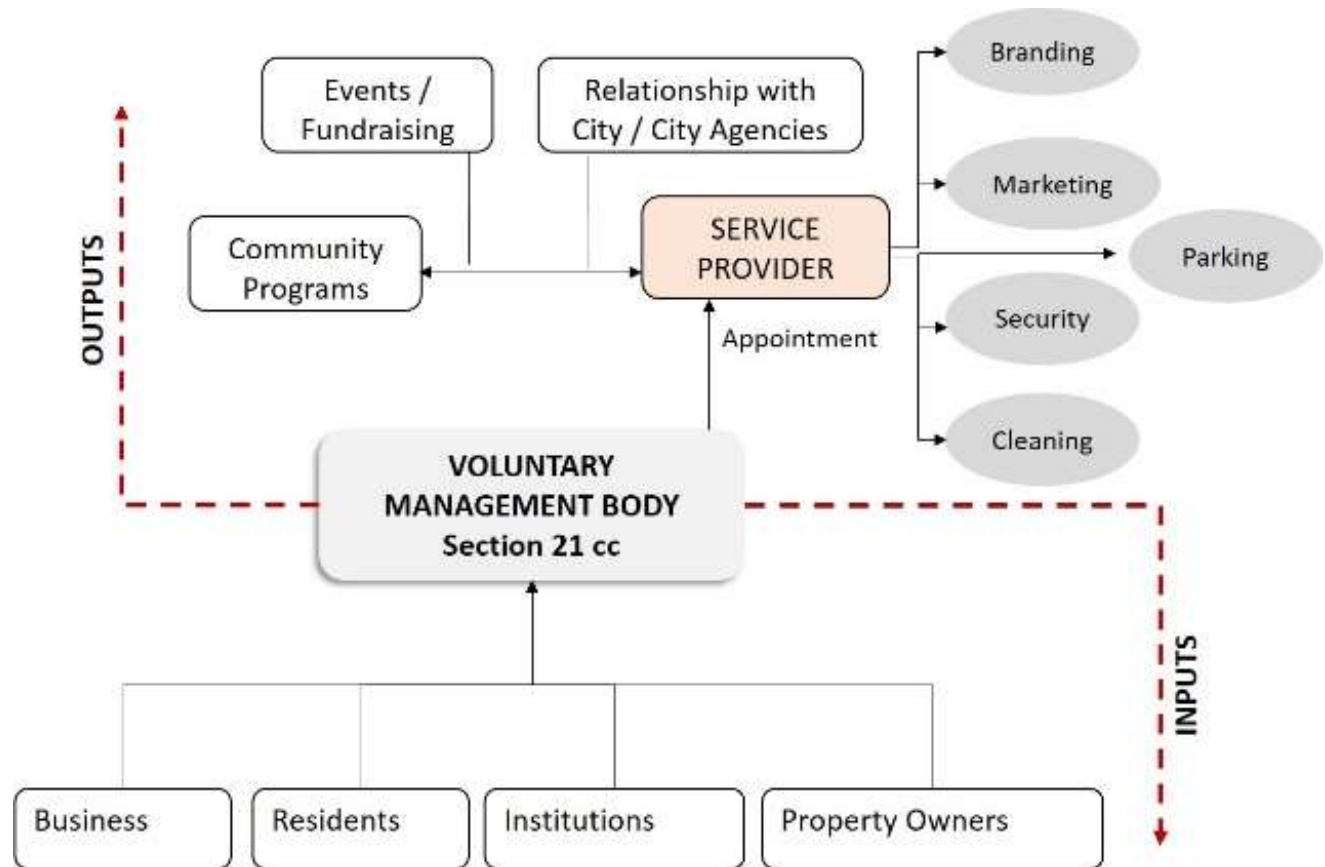 Branding
Events /
Fundraising
Relationship with
City / City Agencies
Marketing
Community
Programs
SERVICE
PROVIDER
Parking
OUTPUTS
Security
Appointment
Cleaning
VOLUNTARY
MANAGEMENT BODY
Section 21 cc
INPUTS
Business
Residents
Institutions
Property Owners